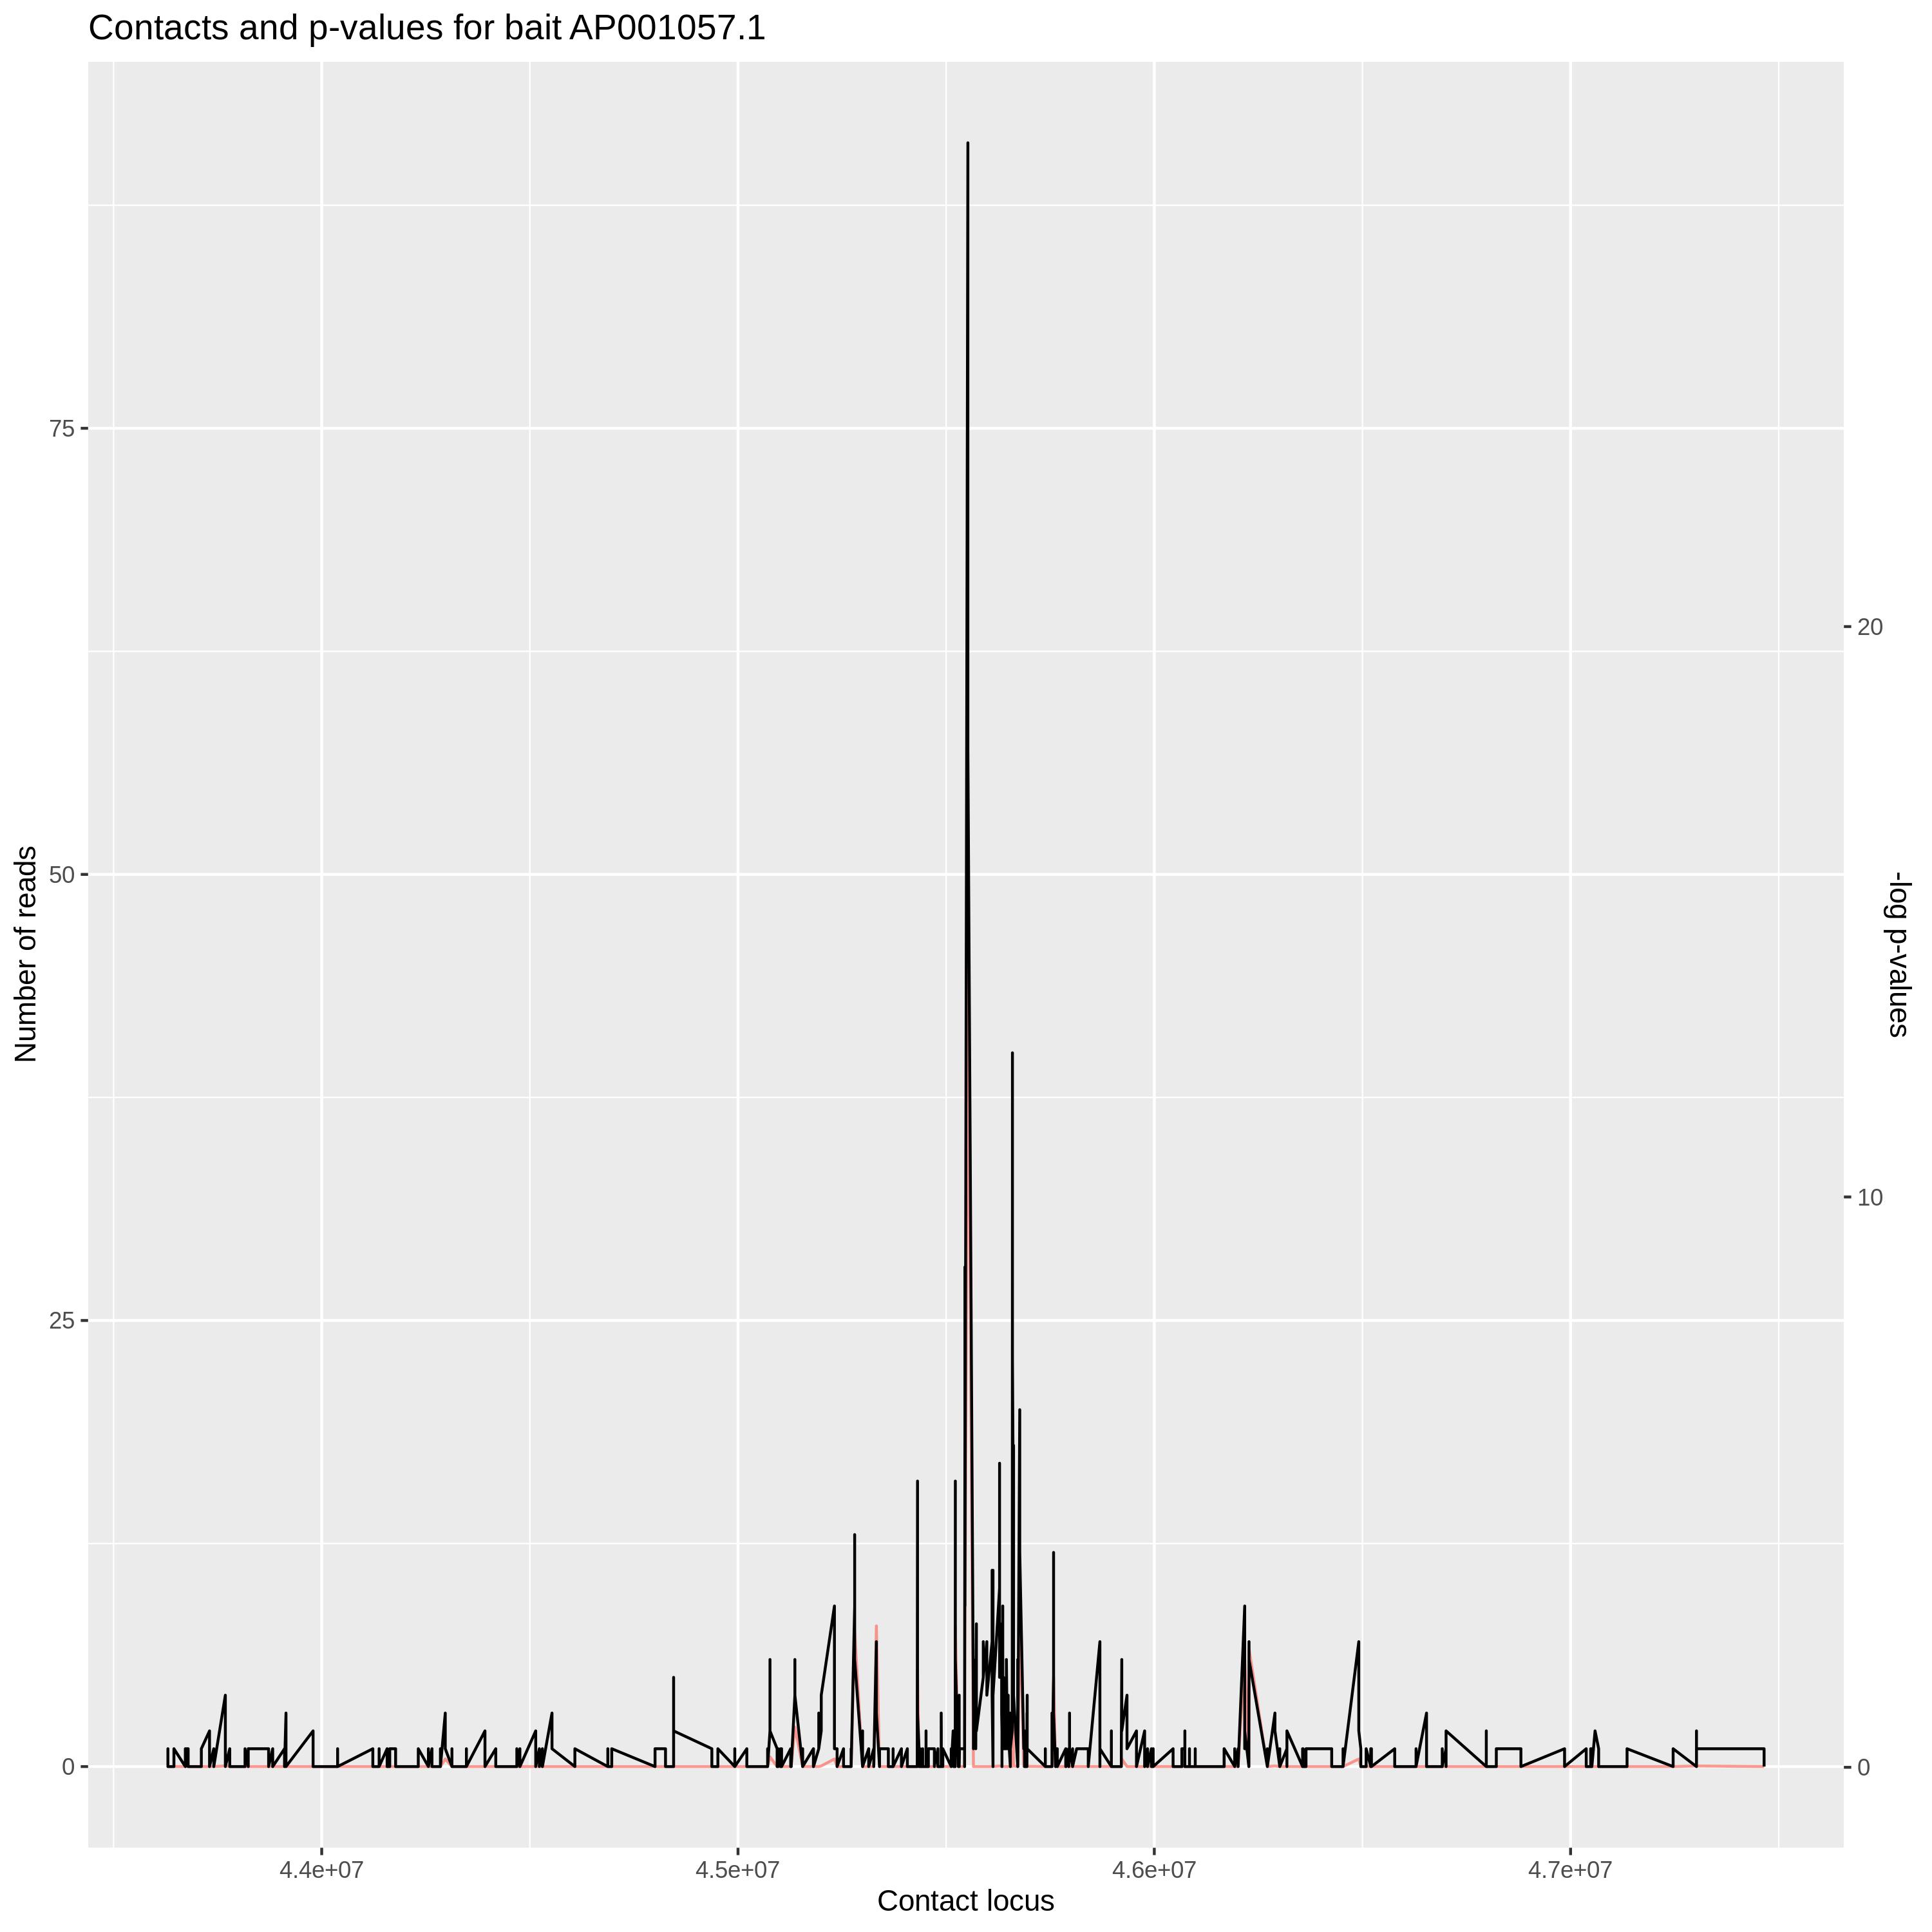 Contacts and p-values for bait AP001057.1
75
50
25
0
20
10
0
Number of reads
-log p-values
4.4e+07
4.5e+07
4.6e+07
4.7e+07
Contact locus